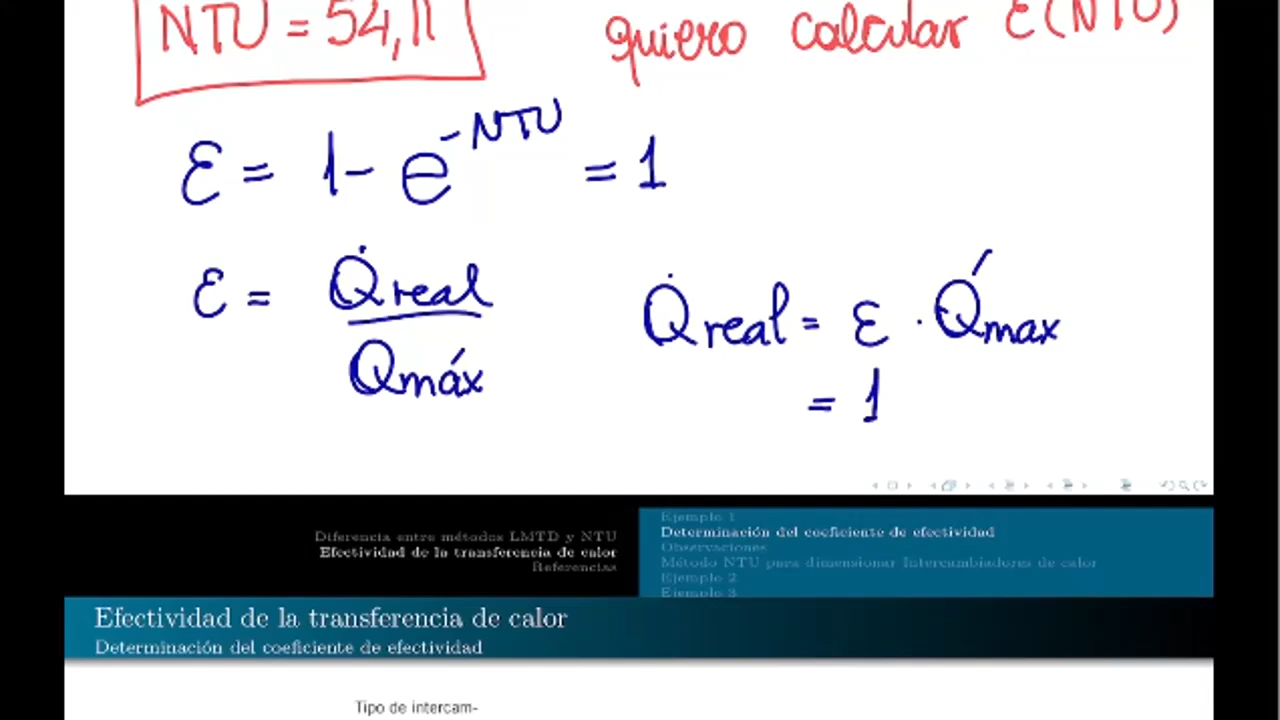 NTU = 54,11 quiero calcular ε(NTU)
ε = 1- e^-NTU = 1
ε = Q̇real / Qmáx
Q̇real = ε · Q́max
= 1
Diferencia entre métodos LMTD y NTU
Efectividad de la transferencia de calor
Referencias
Ejemplo 1
Determinación del coeficiente de efectividad
Observaciones
Método NTU para dimensionar Intercambiadores de calor
Ejemplo 2
Ejemplo 3
Efectividad de la transferencia de calor
Determinación del coeficiente de efectividad
Tipo de intercam-